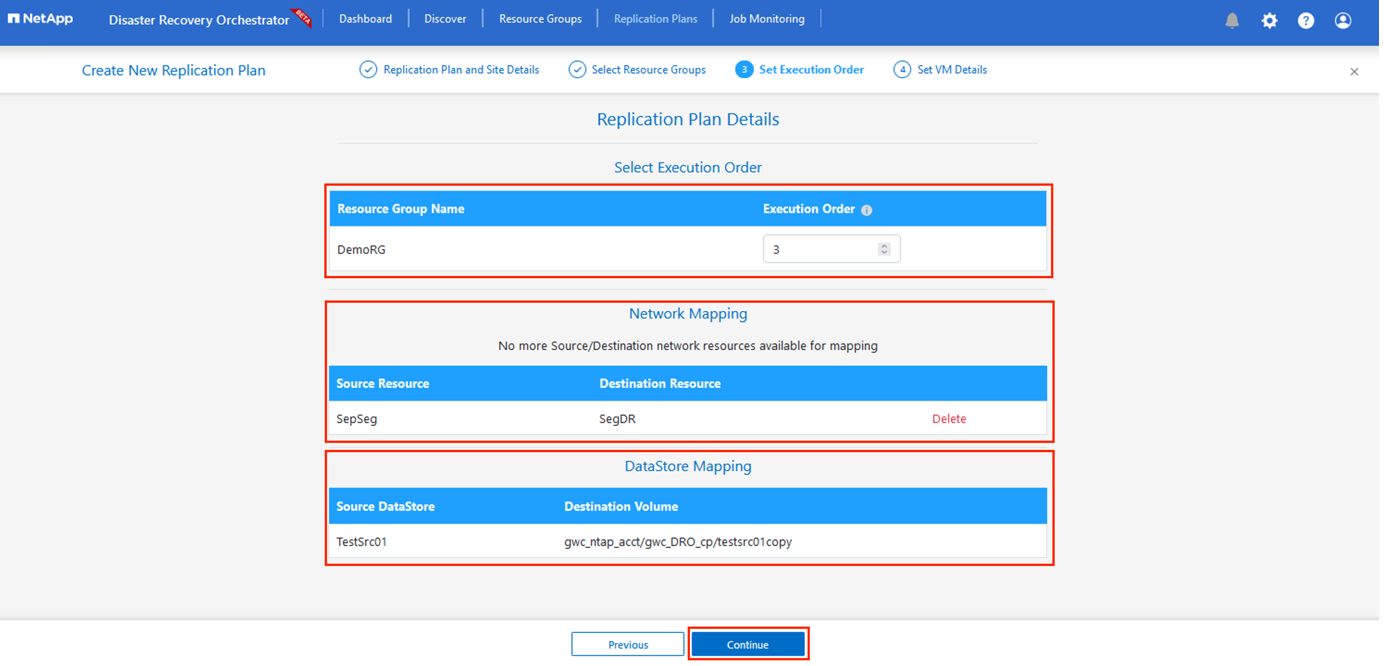 NetApp Disaster Recovery Orchestrator BETA Dashboard Discover Resource Groups Replication Plans Job Monitoring ?
Create New Replication Plan Replication Plan and Site Details Select Resource Groups 3 Set Execution Order 4 Set VM Details
Replication Plan Details
Select Execution Order
Resource Group Name Execution Order i
DemoRG 3
Network Mapping
No more Source/Destination network resources available for mapping
Source Resource Destination Resource
SepSeg SegDR Delete
DataStore Mapping
Source DataStore Destination Volume
TestSrc01 gwc_ntap_acct/gwc_DRO_cp/testsrc01copy
Previous Continue